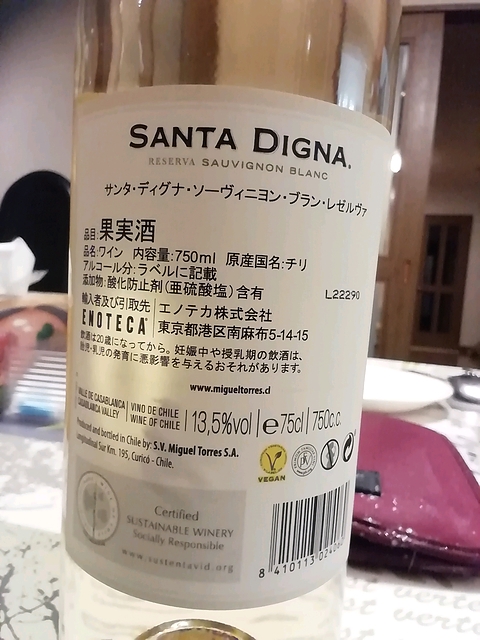 SANTA DIGNA.
RESERVA SAUVIGNON BLANC
サンタ・ディグナ・ソーヴィニヨン・ブラン・レゼルヴァ
品目:果実酒
品名:ワイン 内容量:750ml 原産国名:チリ
アルコール分:ラベルに記載
添加物:酸化防止剤(亜硫酸塩)含有
L22290
輸入者及び引取先 エノテカ株式会社
ENOTECA 東京都港区南麻布5-14-15
飲酒は20歳になってから。妊娠中や授乳期の飲酒は、
胎児・乳児の発育に悪影響を与えるおそれがあります。
www.migueltorres.cl
VALLE DE CASABLANCA VINO DE CHILE
CASABLANCA VALLEY WINE OF CHILE
13,5%vol e75cl 750c.c.
Produced and bottled in Chile by: S.V. Miguel Torres S.A.
Longitudinal Sur Km. 195, Curicó - Chile.
VEGAN
Certified
SUSTAINABLE WINERY
Socially Responsible
www.sustentavid.org
8 410113 024